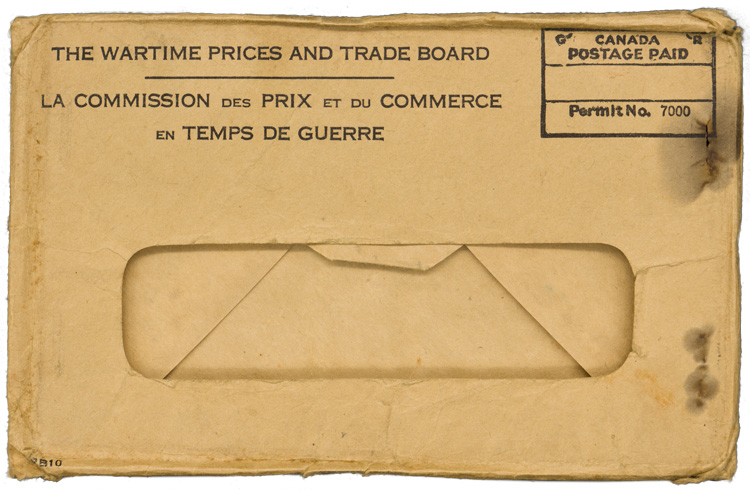 THE WARTIME PRICES AND TRADE BOARD
LA COMMISSION DES PRIX ET DU COMMERCE
EN TEMPS DE GUERRE
G CANADA R
POSTAGE PAID
Permit No. 7000